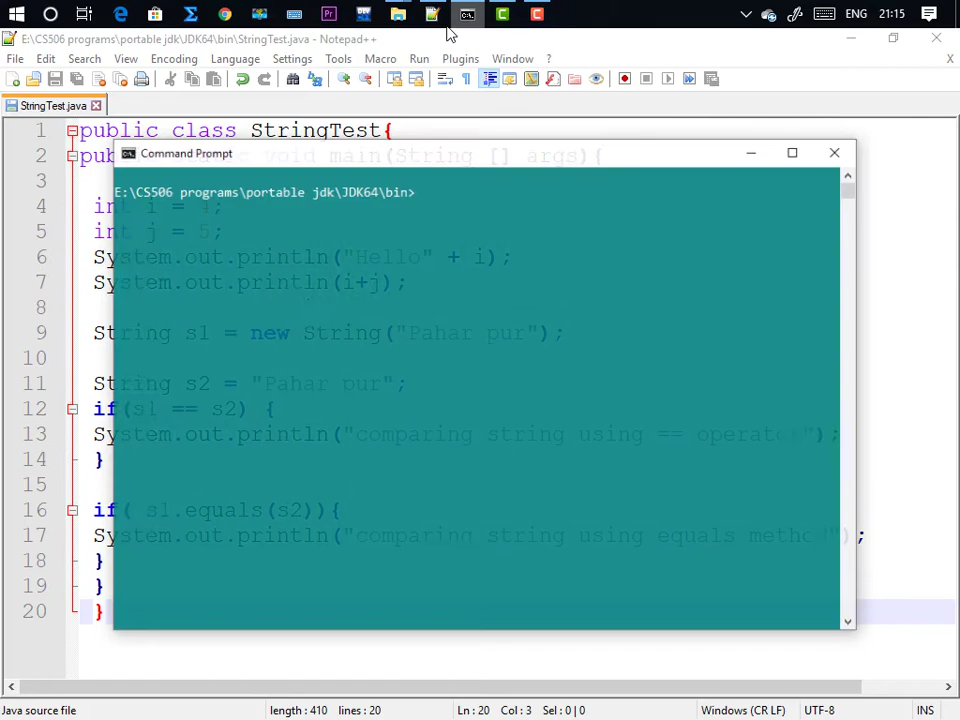 ENG 21:15
E:\CS506 programs\portable jdk\JDK64\bin\StringTest.java - Notepad++
File Edit Search View Encoding Language Settings Tools Macro Run Plugins Window ? X
StringTest.java
1 public class StringTest{
2 void main(String [] args){
Command Prompt
3
E:\CS506 programs\portable jdk\JDK64\bin>
4 int i = 4;
5 int j = 5;
6 System.out.println("Hello" + i);
7 System.out.println(i+j);
8
9 String s1 = new String("Pahar pur");
10
11 String s2 = "Pahar pur";
12 if(s1 == s2) {
13 System.out.println("comparing string using == operator");
14 }
15
16 if( s1.equals(s2)){
17 System.out.println("comparing string using equals method");
18 }
19 }
20 }
Java source file length : 410 lines : 20 Ln : 20 Col : 3 Sel : 0 | 0 Windows (CR LF) UTF-8 INS